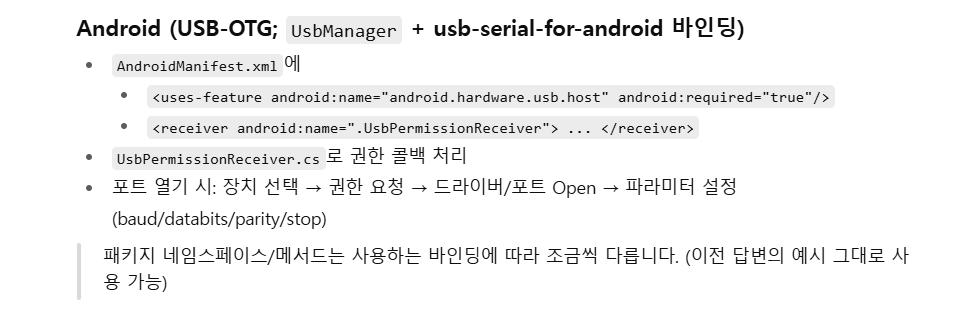 Android (USB-OTG; UsbManager + usb-serial-for-android 바인딩)
AndroidManifest.xml에
<uses-feature android:name="android.hardware.usb.host" android:required="true"/>
<receiver android:name=".UsbPermissionReceiver"> ... </receiver>
UsbPermissionReceiver.cs로 권한 콜백 처리
포트 열기 시: 장치 선택 → 권한 요청 → 드라이버/포트 Open → 파라미터 설정
(baud/databits/parity/stop)
패키지 네임스페이스/메서드는 사용하는 바인딩에 따라 조금씩 다릅니다. (이전 답변의 예시 그대로 사
용 가능)